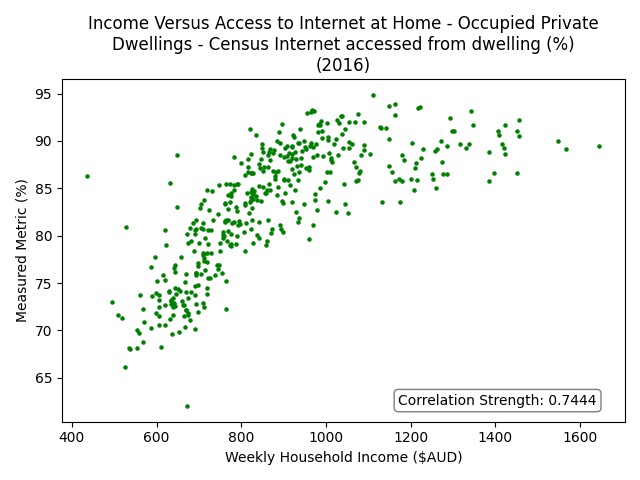 Income Versus Access to Internet at Home - Occupied Private
Dwellings - Census Internet accessed from dwelling (%)
(2016)
95
90
85
80
75
70
65
Measured Metric (%)
Correlation Strength: 0.7444
400 600 800 1000 1200 1400 1600
Weekly Household Income ($AUD)